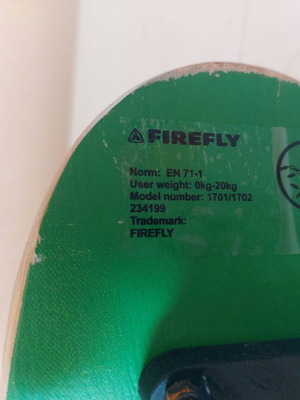 FIREFLY
Norm: EN 71-1
User weight: 0kg-20kg
Model number: 1701/1702
234199
Trademark:
FIREFLY